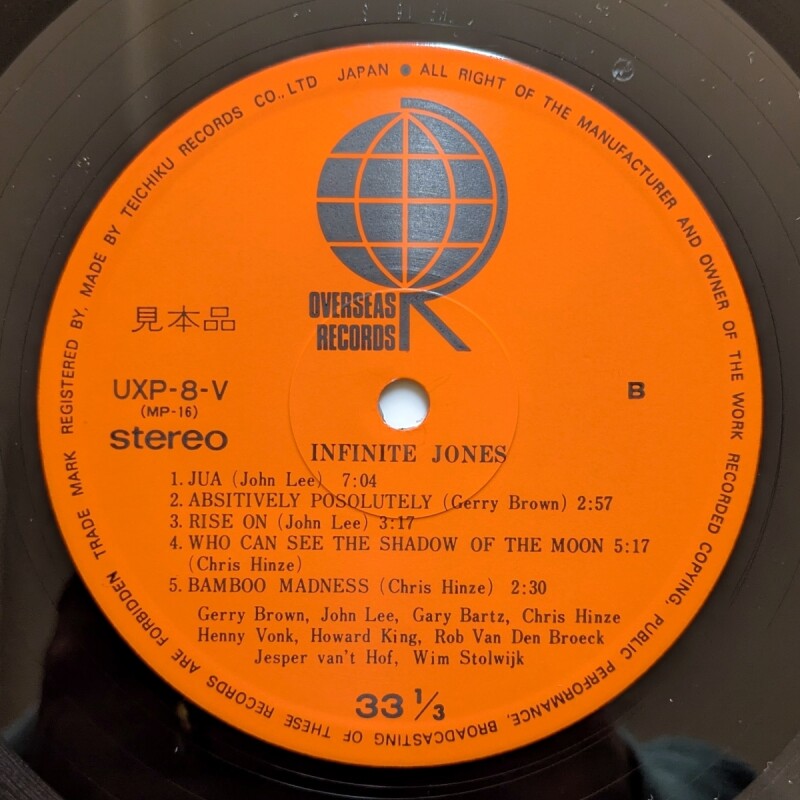 REGISTERED BY, MADE BY TEICHIKU RECORDS CO.,LTD JAPAN ● ALL RIGHT OF THE MANUFACTURER AND OWNER OF THE WORK RECORDED COPYING, PUBLIC PERFORMANCE, BROADCASTING OF THESE RECORDS ARE FORBIDDEN TRADE MARK
OVERSEAS
RECORDS
見本品
UXP-8-V
(MP-16)
stereo
B
INFINITE JONES
1. JUA (John Lee) 7:04
2. ABSITIVELY POSOLUTELY (Gerry Brown) 2:57
3. RISE ON (John Lee) 3:17
4. WHO CAN SEE THE SHADOW OF THE MOON 5:17
(Chris Hinze)
5. BAMBOO MADNESS (Chris Hinze) 2:30
Gerry Brown, John Lee, Gary Bartz, Chris Hinze
Henny Vonk, Howard King, Rob Van Den Broeck
Jesper van't Hof, Wim Stolwijk
33 1/3